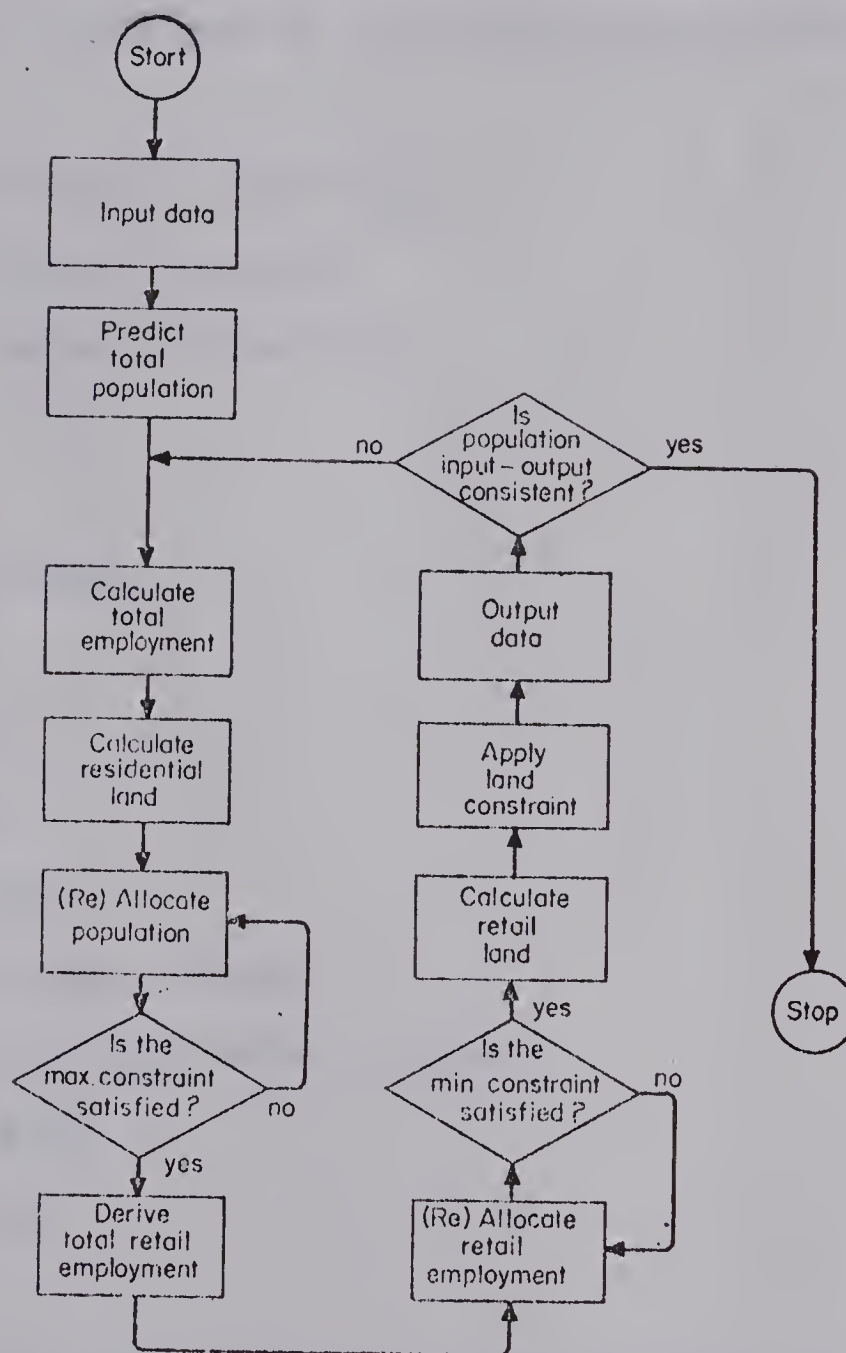 Start
Input data
Predict
total
population
Calculate
total
employment
Calculate
residential
land
(Re) Allocate
population
Is the
max. constraint
satisfied?
no
yes
Derive
total retail
employment
(Re) Allocate
retail
employment
Is the
min constraint
satisfied?
no
yes
Calculate
retail
land
Apply
land
constraint
Output
data
Is
population
input – output
consistent?
no
yes
Stop